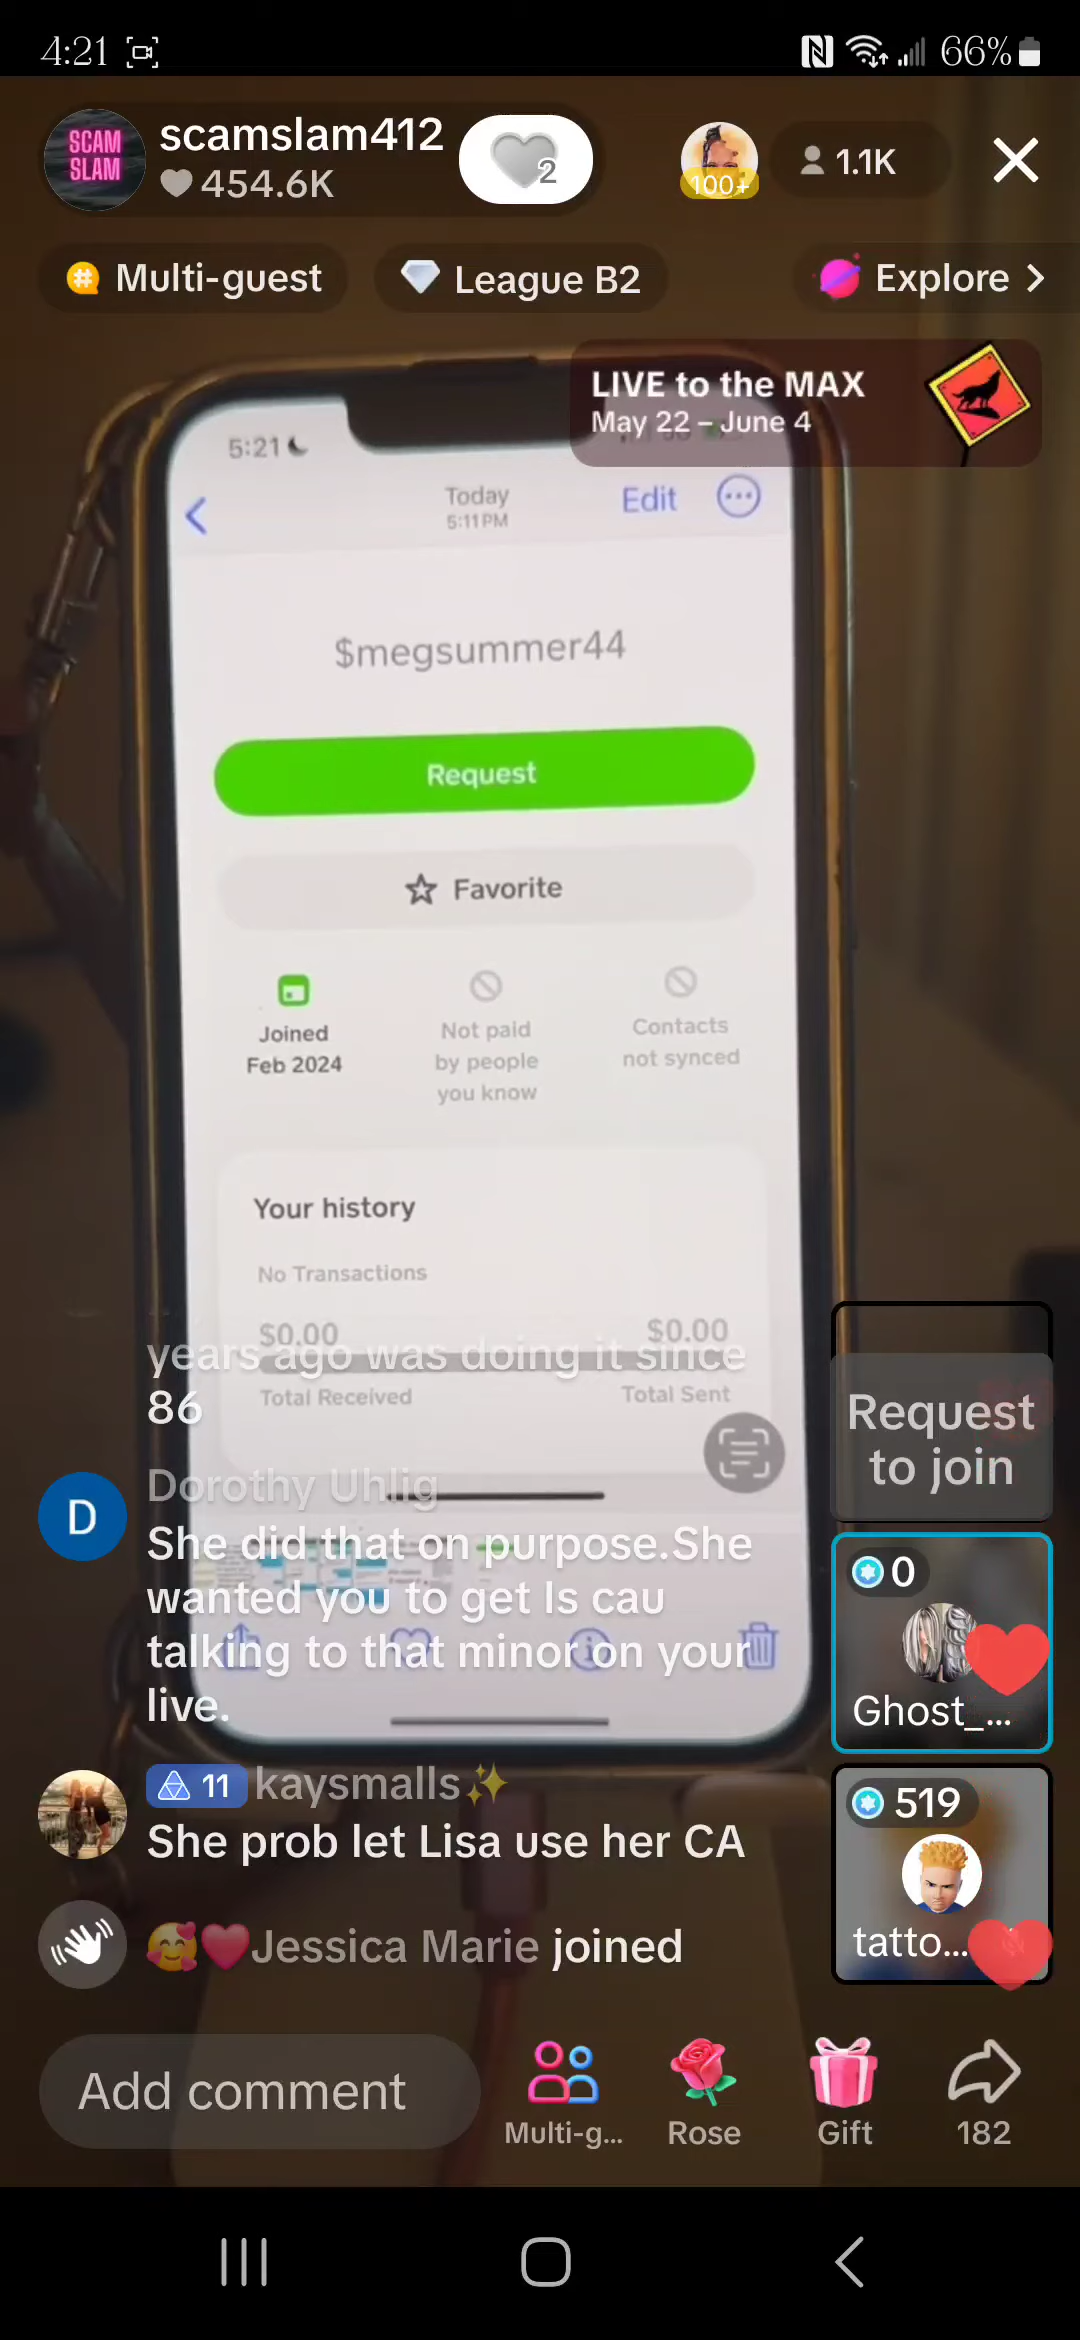 4:21
66%
SCAM
SLAM
scamslam412
454.6K
2
100+
1.1K
Multi-guest
League B2
Explore
LIVE to the MAX
May 22 – June 4
5:21
Today
5:11 PM
Edit
$megsummer44
Request
Favorite
Joined
Feb 2024
Not paid
by people
you know
Contacts
not synced
Your history
No Transactions
$0.00
$0.00
Total Received
Total Sent
years ago was doing it since
86
Request
to join
D
Dorothy Uhlig
She did that on purpose.She
wanted you to get ls cau
talking to that minor on your
live.
0
Ghost_...
11 kaysmalls✨
She prob let Lisa use her CA
519
tatto...
🥰💗Jessica Marie joined
Add comment
Multi-g...
Rose
Gift
182